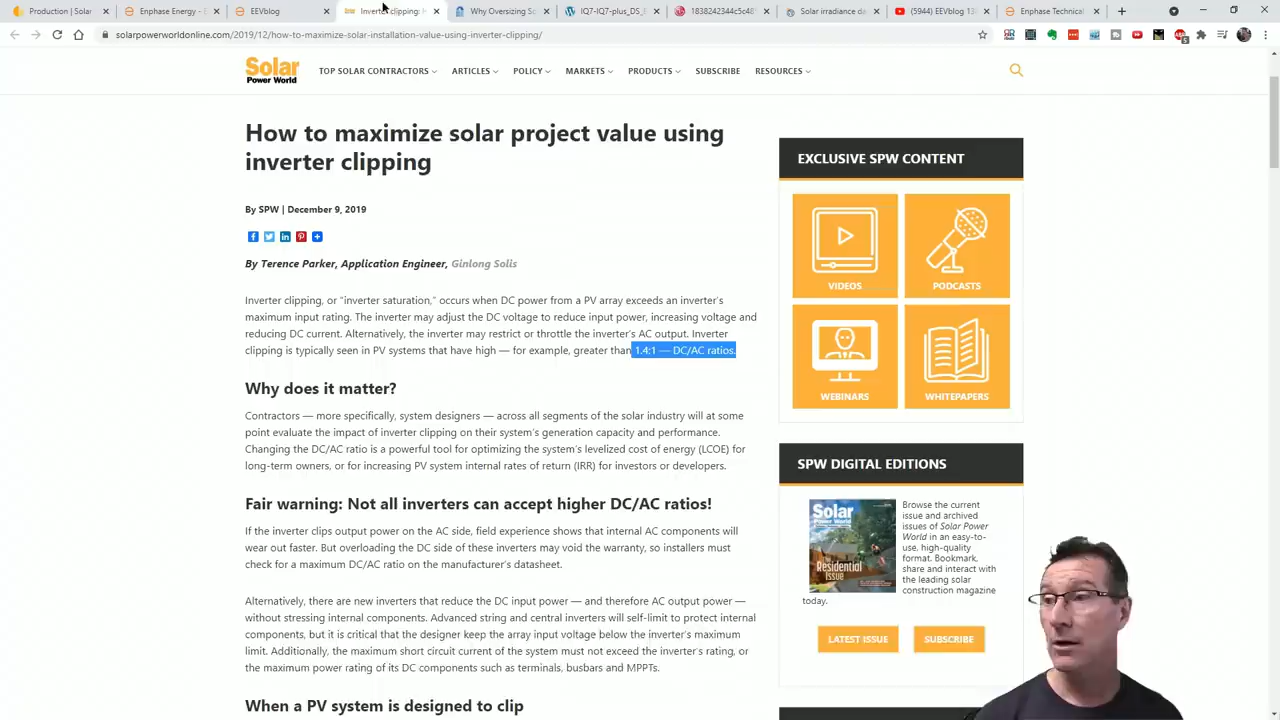 Production | Solar&
Enphase Energy - E
EEVblog
Inverter clipping: H
Why Oversizing So
IQ7-IQ7-plus_DS_E
1838242453&
Solar irradiance da
(5944) EEVblog 13
Enphase Technical
solarpowerworldonline.com/2019/12/how-to-maximize-solar-installation-value-using-inverter-clipping/
Solar
Power World
TOP SOLAR CONTRACTORS
ARTICLES
POLICY
MARKETS
PRODUCTS
SUBSCRIBE
RESOURCES
How to maximize solar project value using
inverter clipping
By SPW | December 9, 2019
By Terence Parker, Application Engineer, Ginlong Solis
Inverter clipping, or “inverter saturation,” occurs when DC power from a PV array exceeds an inverter’s
maximum input rating. The inverter may adjust the DC voltage to reduce input power, increasing voltage and
reducing DC current. Alternatively, the inverter may restrict or throttle the inverter’s AC output. Inverter
clipping is typically seen in PV systems that have high — for example, greater than 1.4:1 — DC/AC ratios.
Why does it matter?
Contractors — more specifically, system designers — across all segments of the solar industry will at some
point evaluate the impact of inverter clipping on their system’s generation capacity and performance.
Changing the DC/AC ratio is a powerful tool for optimizing the system’s levelized cost of energy (LCOE) for
long-term owners, or for increasing PV system internal rates of return (IRR) for investors or developers.
Fair warning: Not all inverters can accept higher DC/AC ratios!
If the inverter clips output power on the AC side, field experience shows that internal AC components will
wear out faster. But overloading the DC side of these inverters may void the warranty, so installers must
check for a maximum DC/AC ratio on the manufacturer’s datasheet.
Alternatively, there are new inverters that reduce the DC input power — and therefore AC output power —
without stressing internal components. Advanced string and central inverters will self-limit to protect internal
components, but it is critical that the designer keep the array input voltage below the inverter’s maximum
limit. Additionally, the maximum short circuit current of the system must not exceed the inverter’s rating, or
the maximum power rating of its DC components such as terminals, busbars and MPPTs.
When a PV system is designed to clip
EXCLUSIVE SPW CONTENT
VIDEOS
PODCASTS
WEBINARS
WHITEPAPERS
SPW DIGITAL EDITIONS
Solar
Residential
Issue
Browse the current
issue and archived
issues of Solar Power
World in an easy-to-
use, high-quality
format. Bookmark,
share and interact with
the leading solar
construction magazine
today.
LATEST ISSUE
SUBSCRIBE